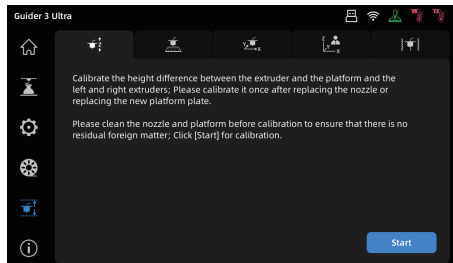 Guider 3 Ultra
Calibrate the height difference between the extruder and the platform and the
left and right extruders; Please calibrate it once after replacing the nozzle or
replacing the new platform plate.
Please clean the nozzle and platform before calibration to ensure that there is no
residual foreign matter; Click [Start] for calibration.
Start